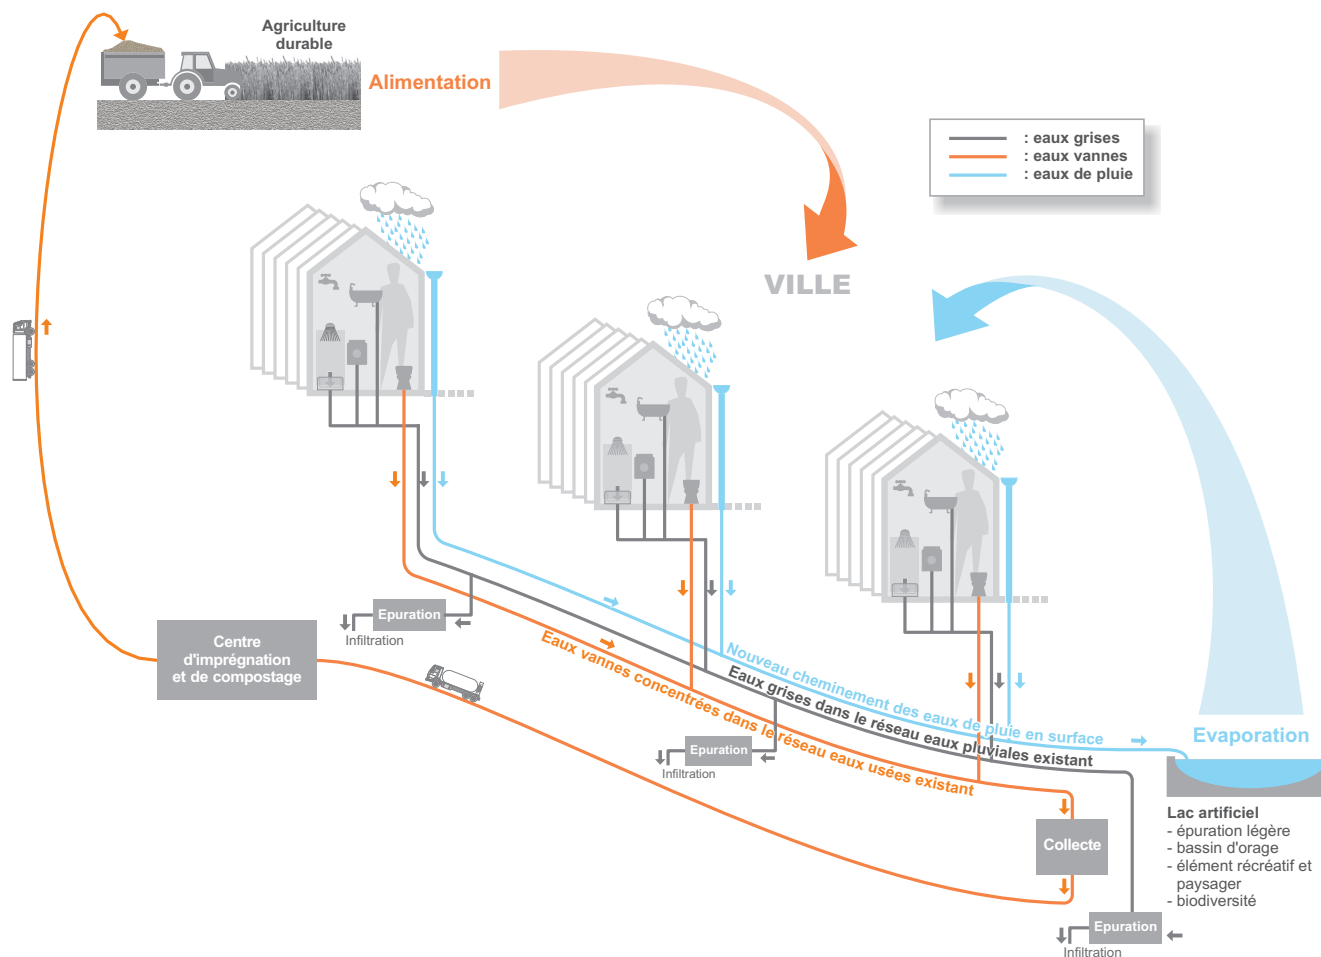 Agriculture
durable
Alimentation
: eaux grises
: eaux vannes
: eaux de pluie
VILLE
Epuration
Infiltration
Centre
d'imprégnation
et de compostage
Nouveau cheminement des eaux de pluie en surface
Eaux grises dans le réseau eaux pluviales existant
Eaux vannes concentrées dans le réseau eaux usées existant
Epuration
Infiltration
Evaporation
Lac artificiel
- épuration légère
- bassin d'orage
- élément récréatif et
paysager
- biodiversité
Collecte
Epuration
Infiltration